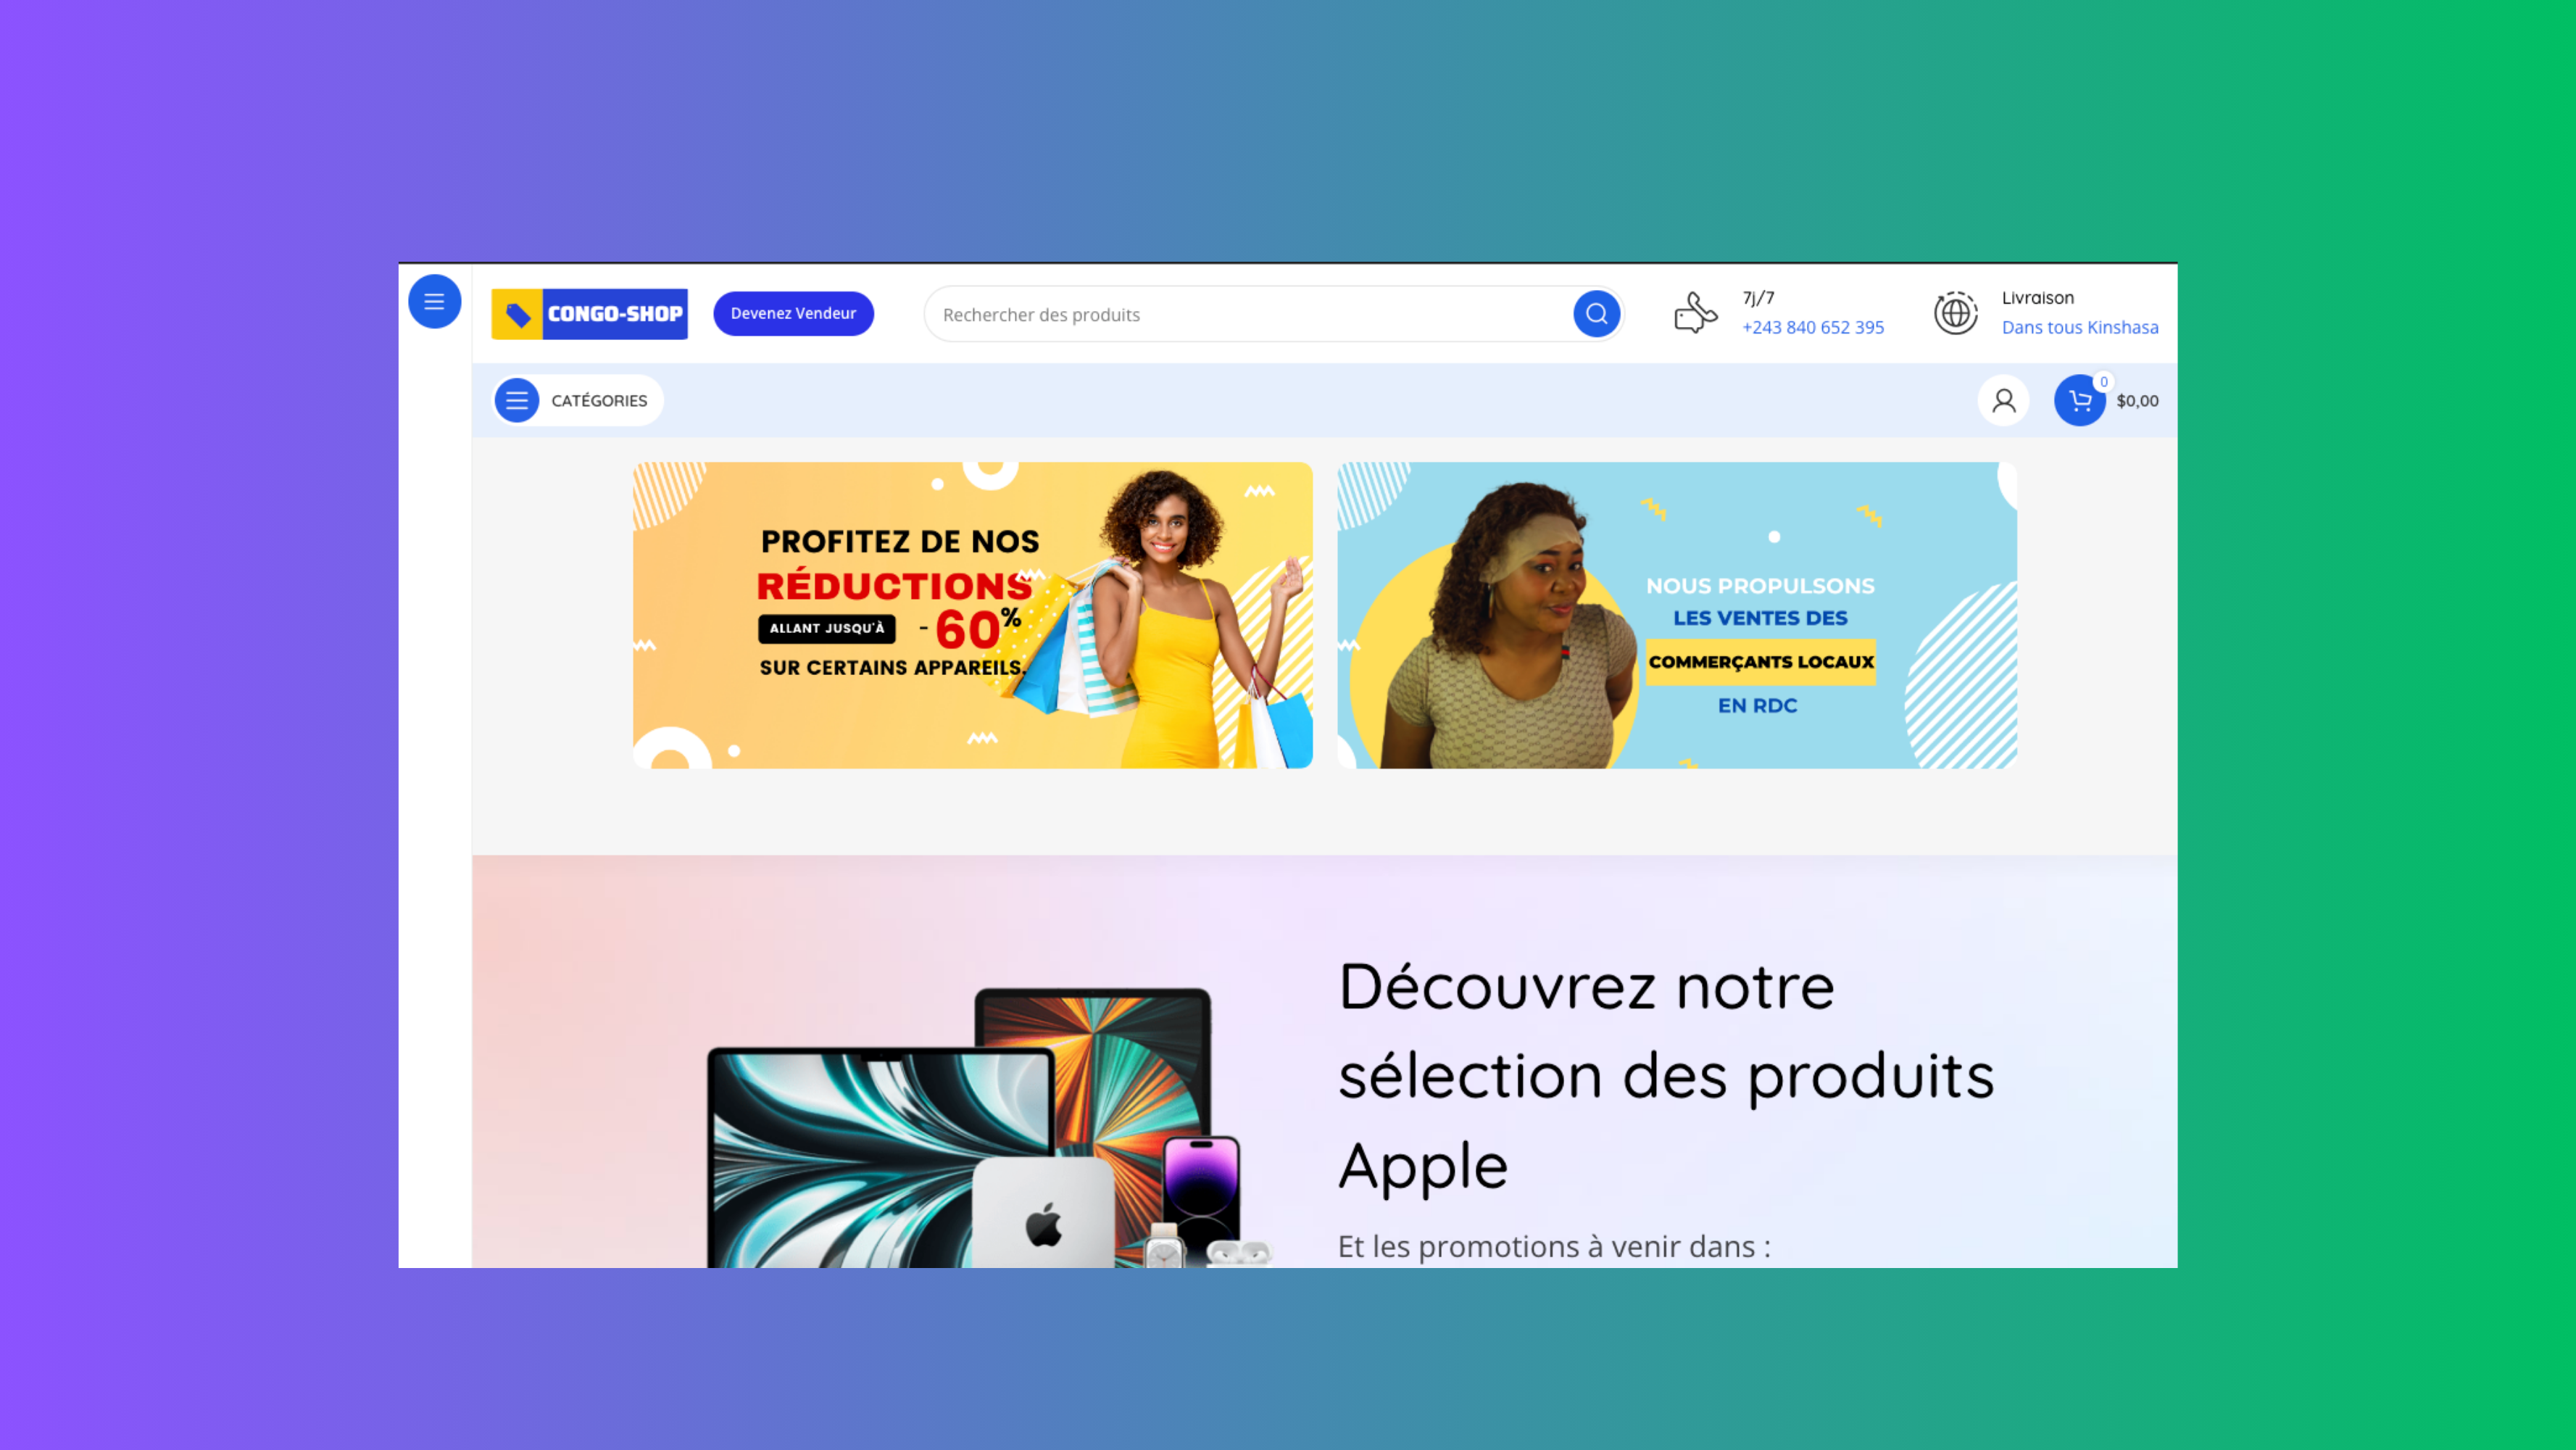 CONGO-SHOP
Devenez Vendeur
Rechercher des produits
7j/7
+243 840 652 395
Livraison
Dans tous Kinshasa
CATÉGORIES
0
$0,00
PROFITEZ DE NOS
RÉDUCTIONS
ALLANT JUSQU'À - 60%
SUR CERTAINS APPAREILS.
NOUS PROPULSONS
LES VENTES DES
COMMERÇANTS LOCAUX
EN RDC
Découvrez notre
sélection des produits
Apple
Et les promotions à venir dans :